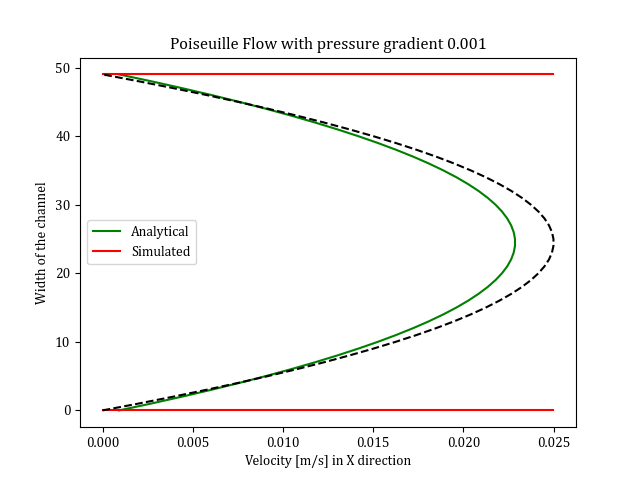 Poiseuille Flow with pressure gradient 0.001
50
40
30
20
10
0
Width of the channel
Analytical
Simulated
0.000 0.005 0.010 0.015 0.020 0.025
Velocity [m/s] in X direction